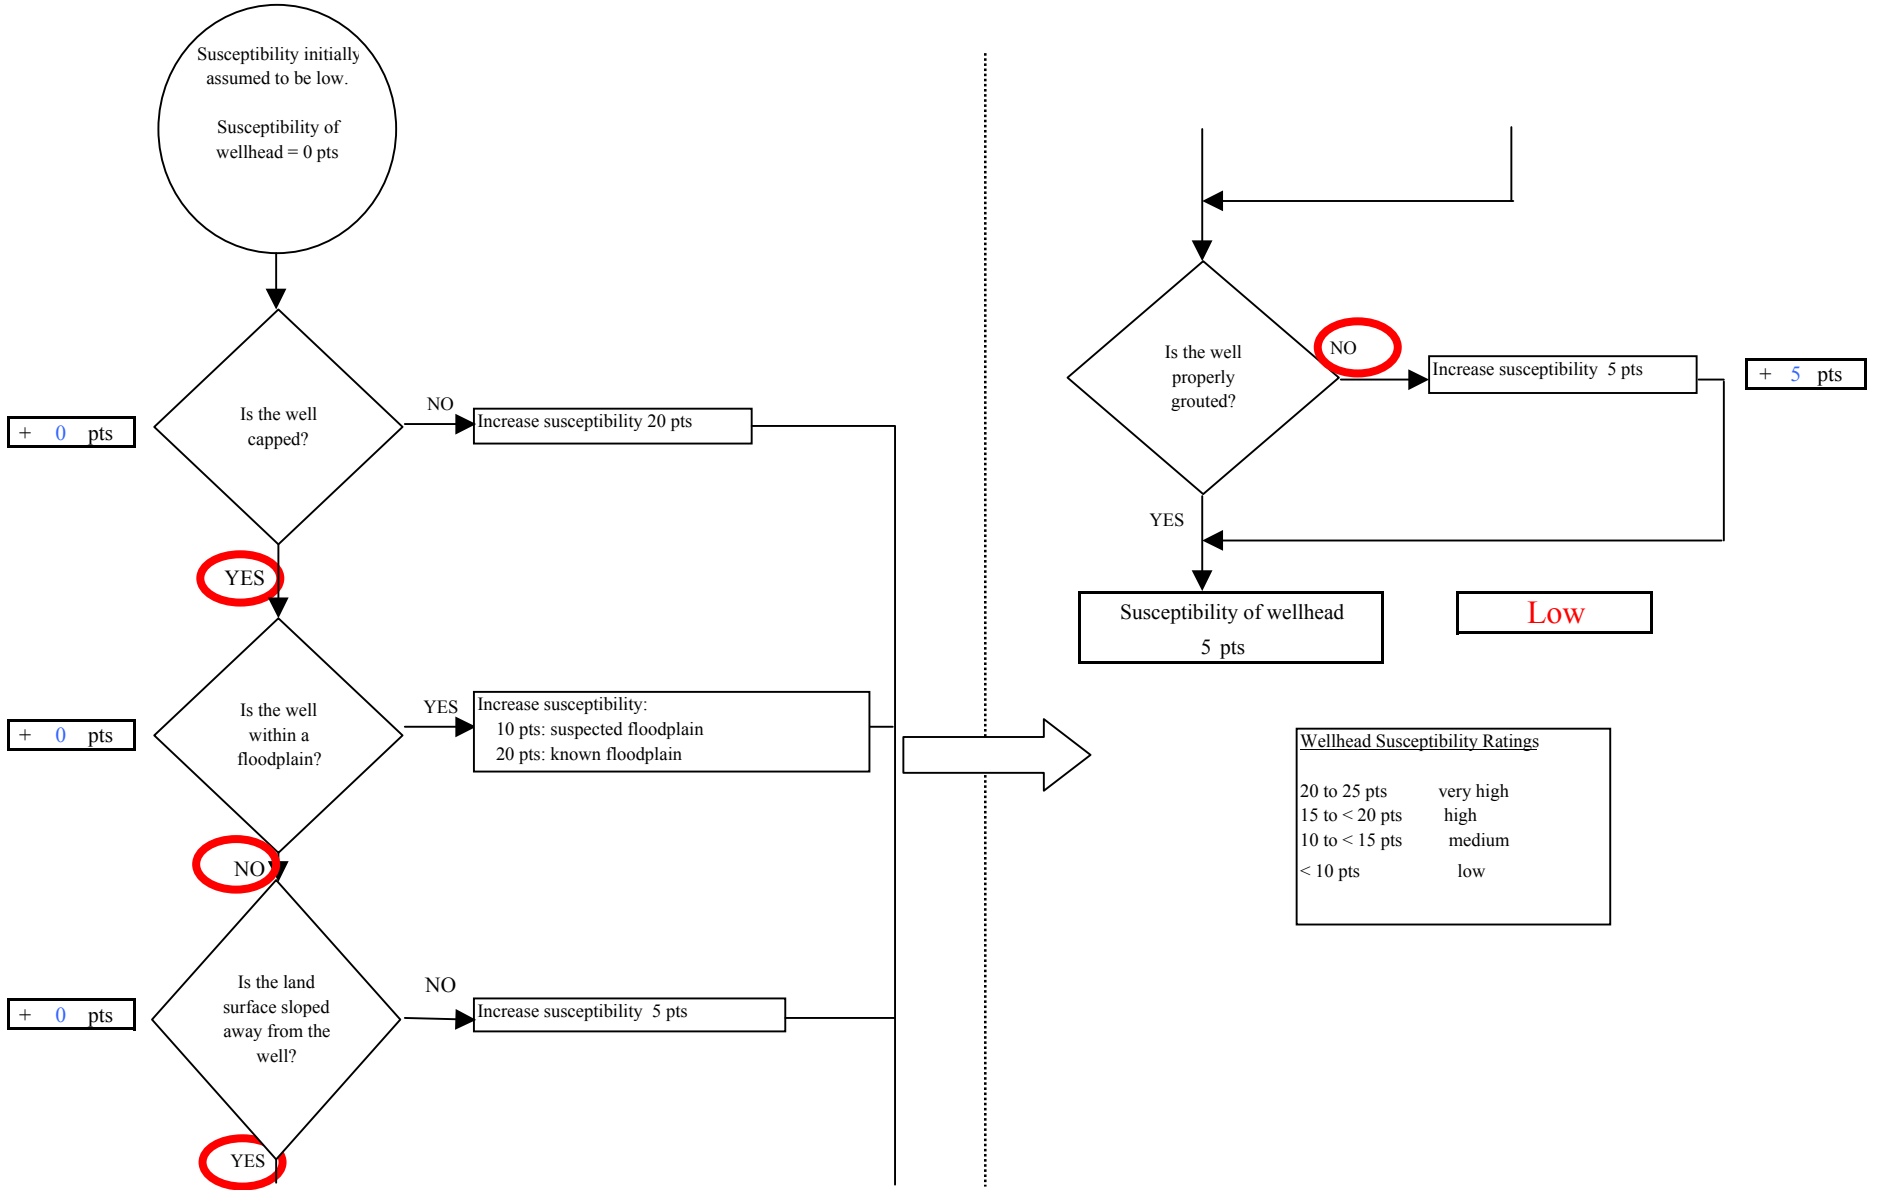 Susceptibility initially
assumed to be low.
Susceptibility of
wellhead = 0 pts
Is the well
capped?
NO
Increase susceptibility 20 pts
+ 0 pts
YES
Is the well
within a
floodplain?
YES
Increase susceptibility:
10 pts: suspected floodplain
20 pts: known floodplain
+ 0 pts
NO
Is the land
surface sloped
away from the
well?
NO
Increase susceptibility 5 pts
+ 0 pts
YES
Is the well
properly
grouted?
NO
Increase susceptibility 5 pts
+ 5 pts
YES
Susceptibility of wellhead
5 pts
Low
Wellhead Susceptibility Ratings
20 to 25 pts very high
15 to < 20 pts high
10 to < 15 pts medium
< 10 pts low